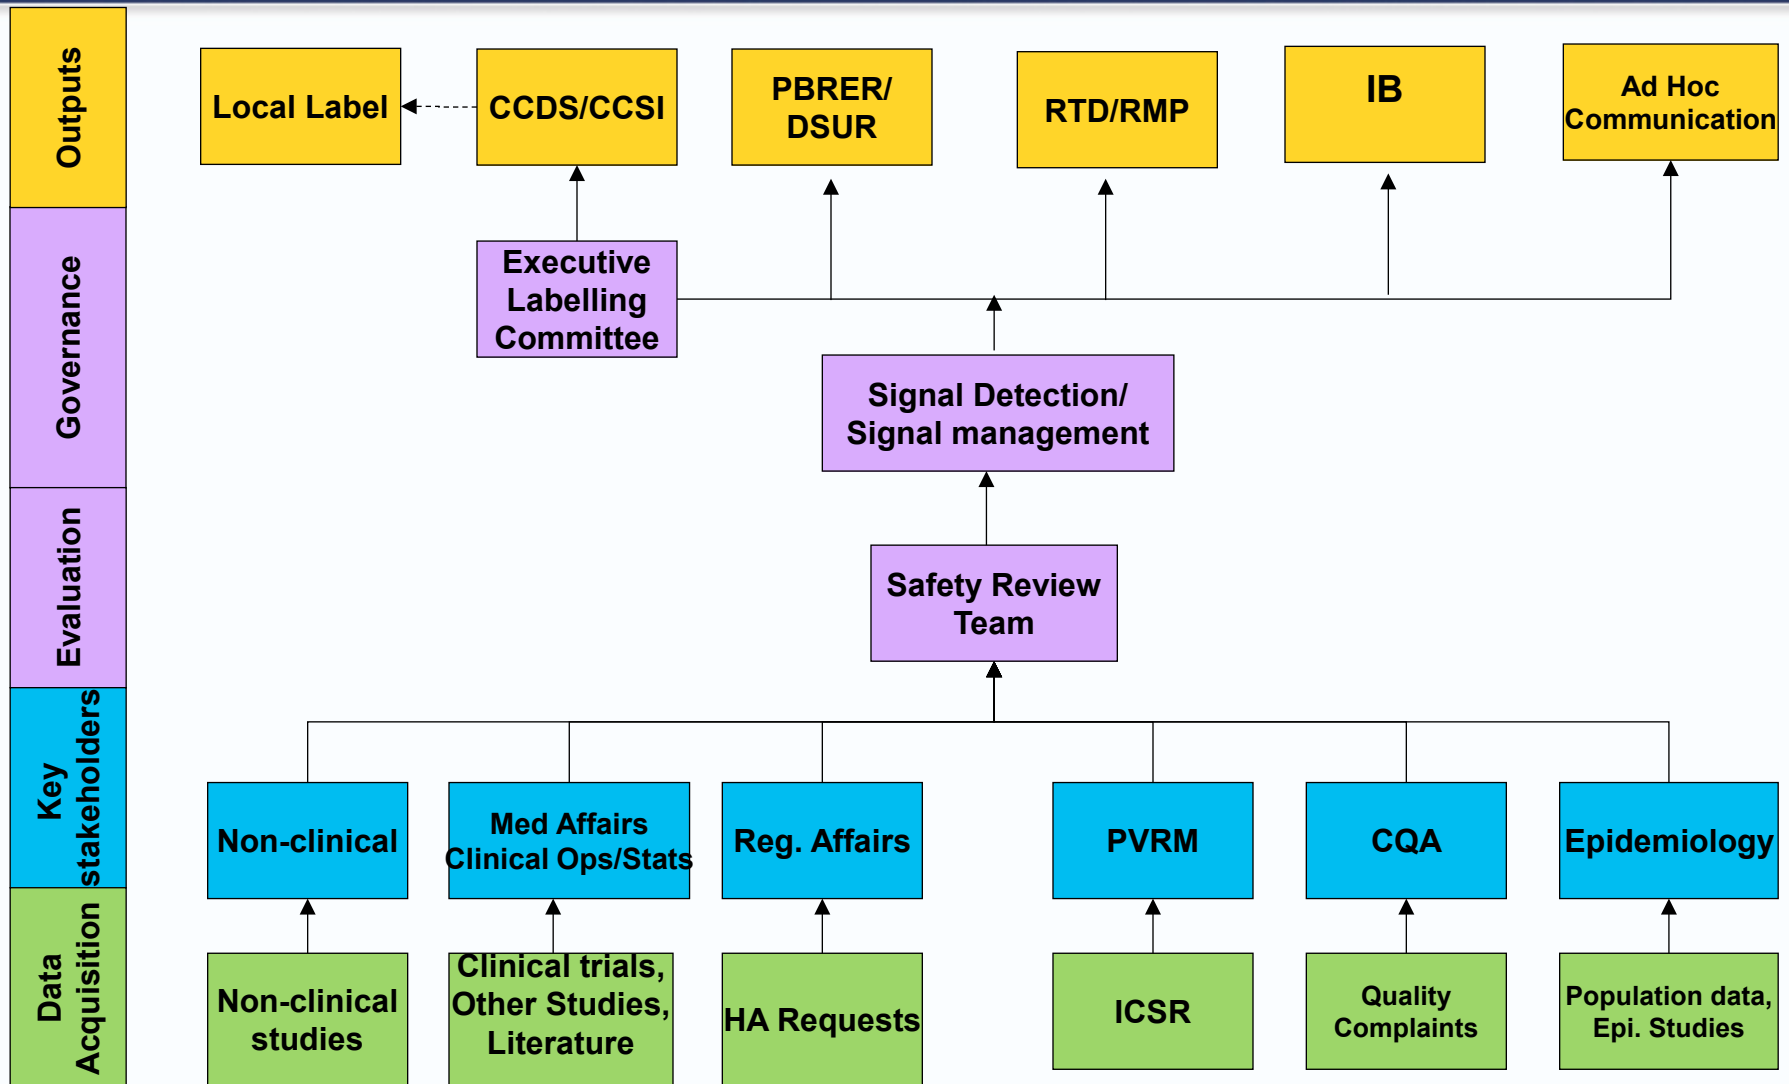 Outputs
Local Label
CCDS/CCSI
PBRER/
DSUR
RTD/RMP
IB
Ad Hoc
Communication
Governance
Executive
Labelling
Committee
Signal Detection/
Signal management
Evaluation
Safety Review
Team
Key
stakeholders
Non-clinical
Med Affairs
Clinical Ops/Stats
Reg. Affairs
PVRM
CQA
Epidemiology
Data
Acquisition
Non-clinical
studies
Clinical trials,
Other Studies,
Literature
HA Requests
ICSR
Quality
Complaints
Population data,
Epi. Studies